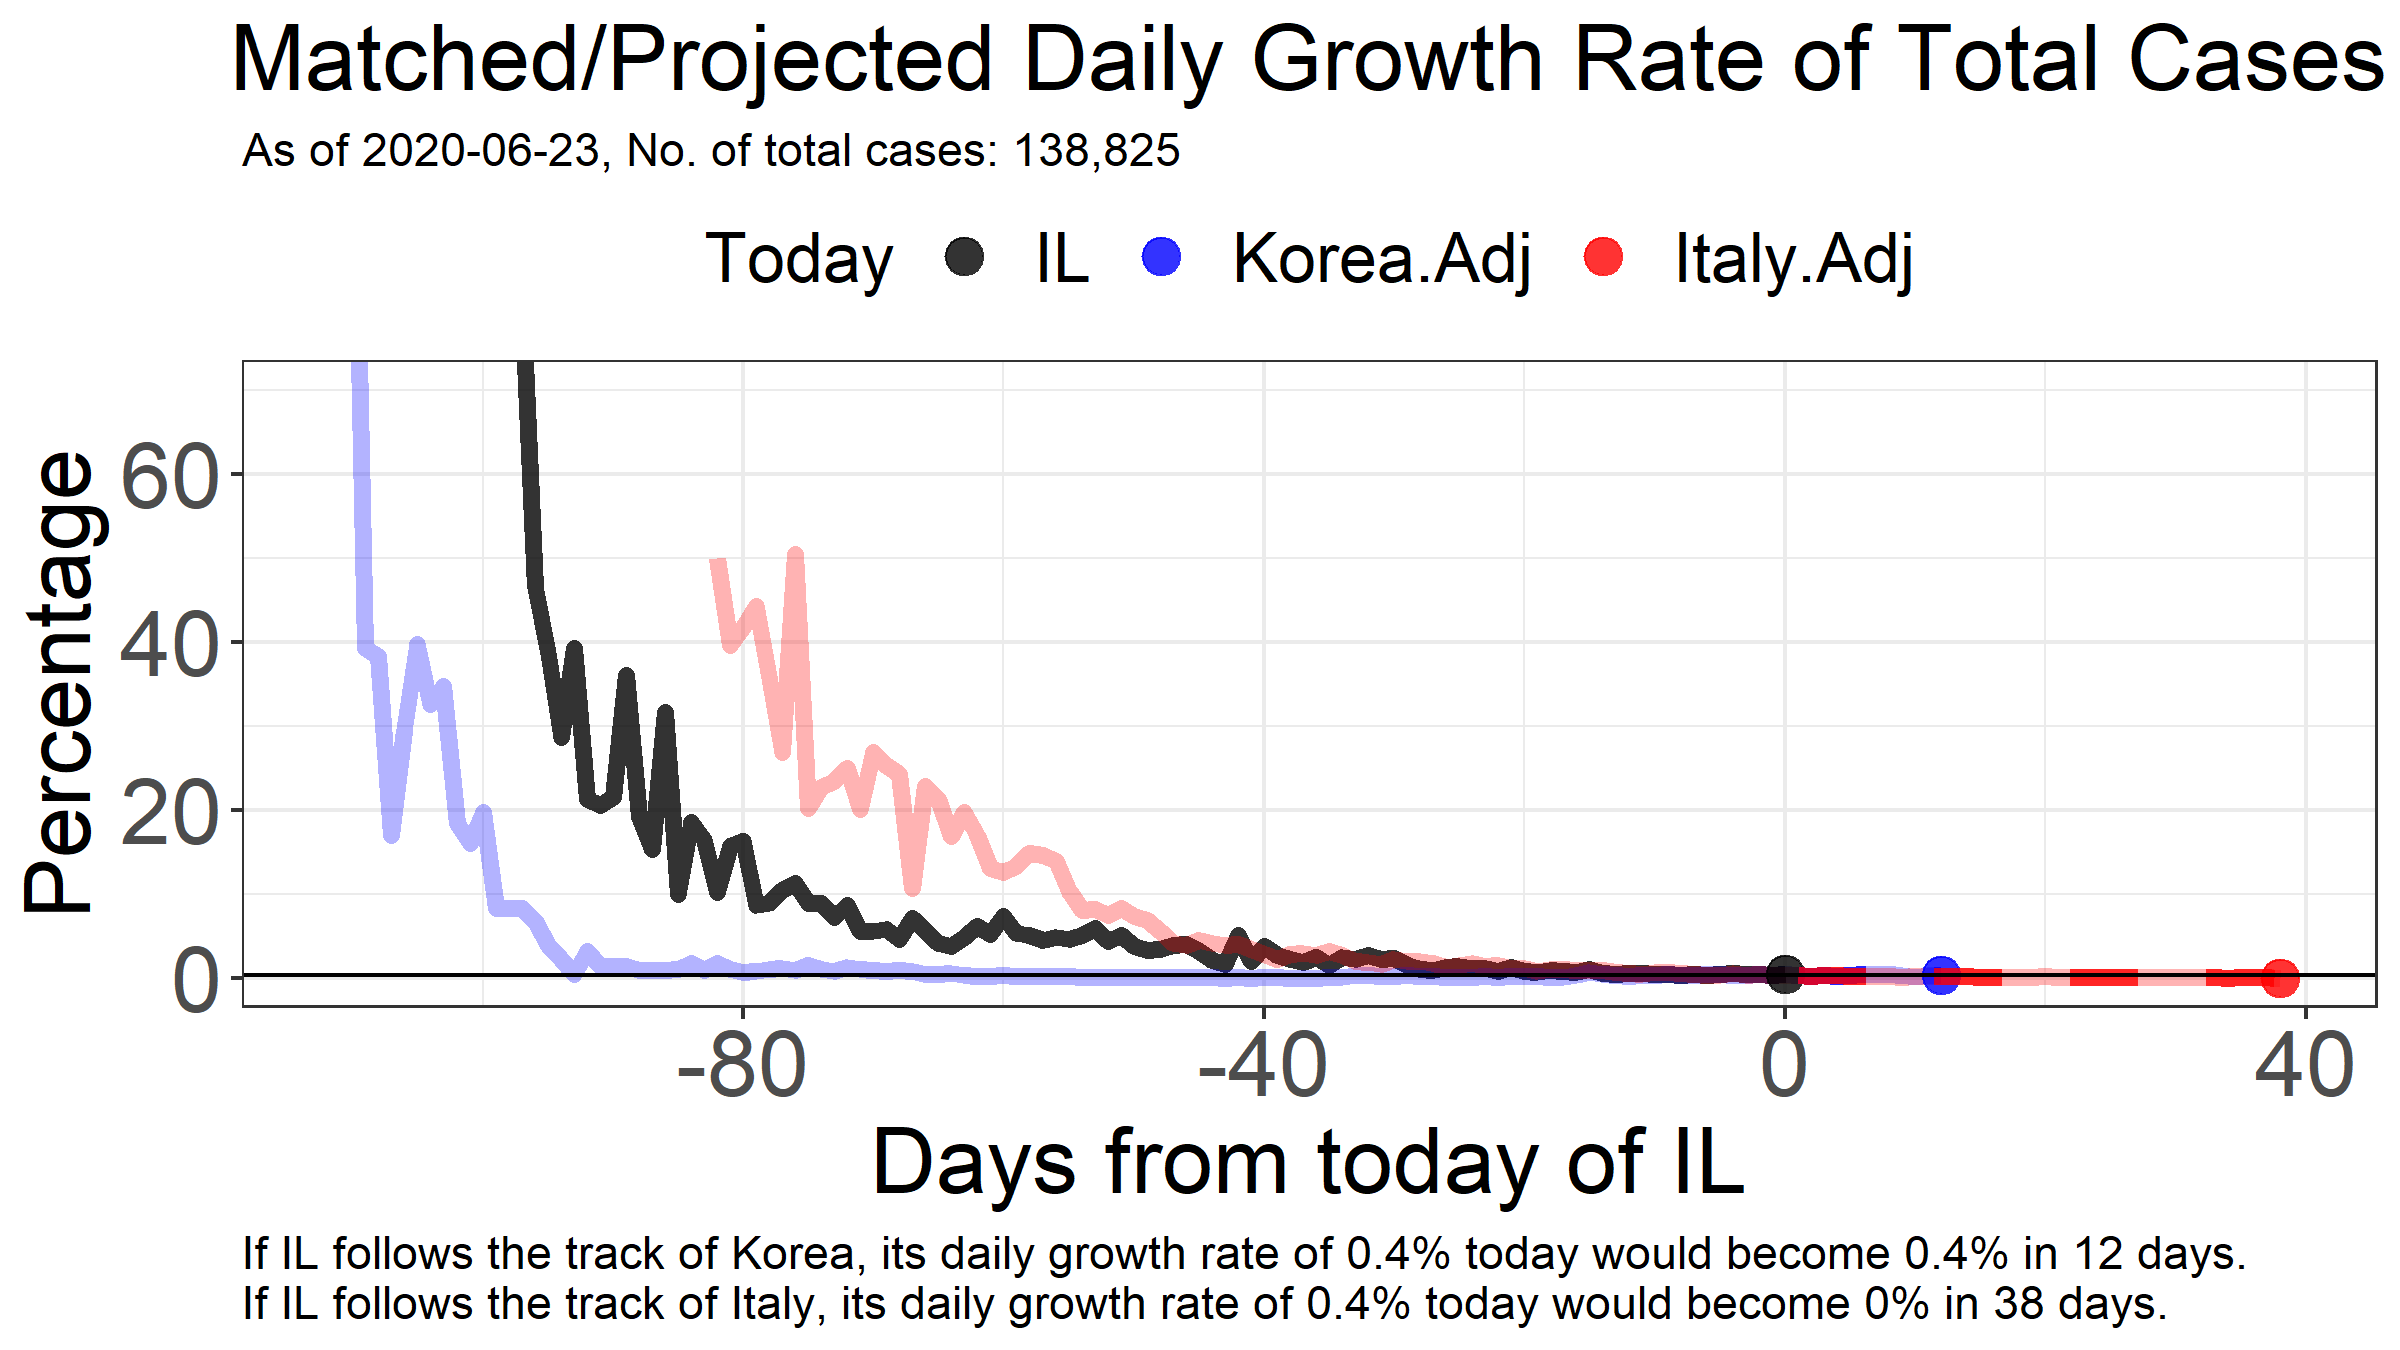 Matched/Projected Daily Growth Rate of Total Cases
As of 2020-06-23, No. of total cases: 138,825
Today IL Korea.Adj Italy.Adj
Percentage
60
40
20
0
-80 -40 0 40
Days from today of IL
If IL follows the track of Korea, its daily growth rate of 0.4% today would become 0.4% in 12 days.
If IL follows the track of Italy, its daily growth rate of 0.4% today would become 0% in 38 days.